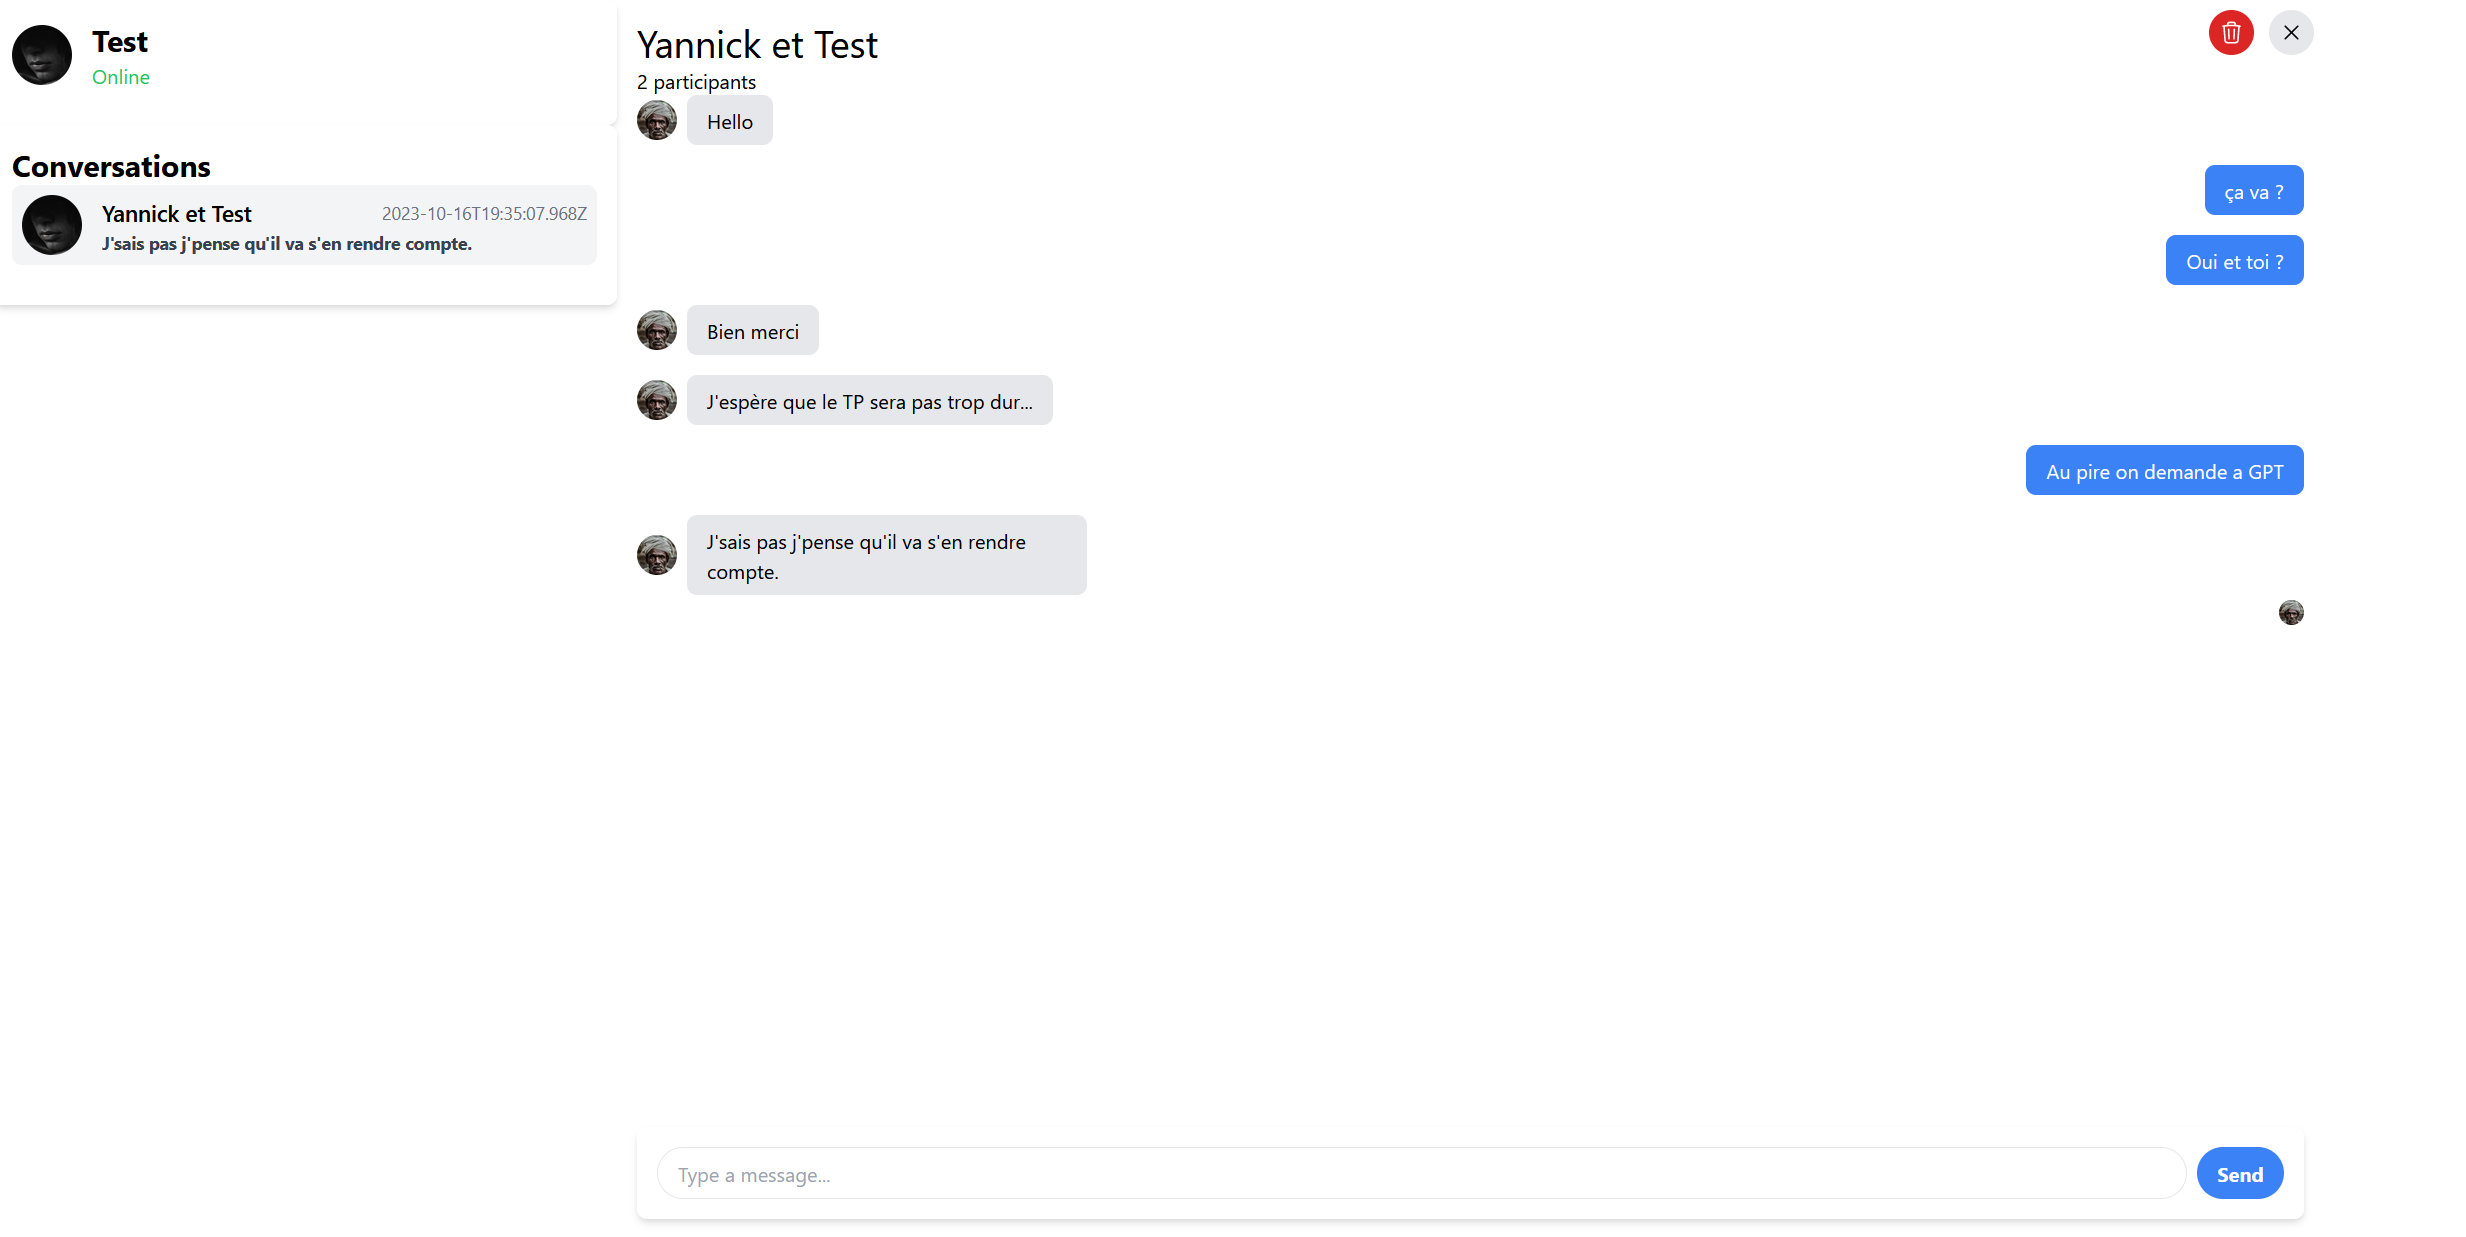 Test
Online
Conversations
Yannick et Test
2023-10-16T19:35:07.968Z
J'sais pas j'pense qu'il va s'en rendre compte.
Yannick et Test
2 participants
Hello
ça va ?
Oui et toi ?
Bien merci
J'espère que le TP sera pas trop dur...
Au pire on demande a GPT
J'sais pas j'pense qu'il va s'en rendre
compte.
Type a message...
Send